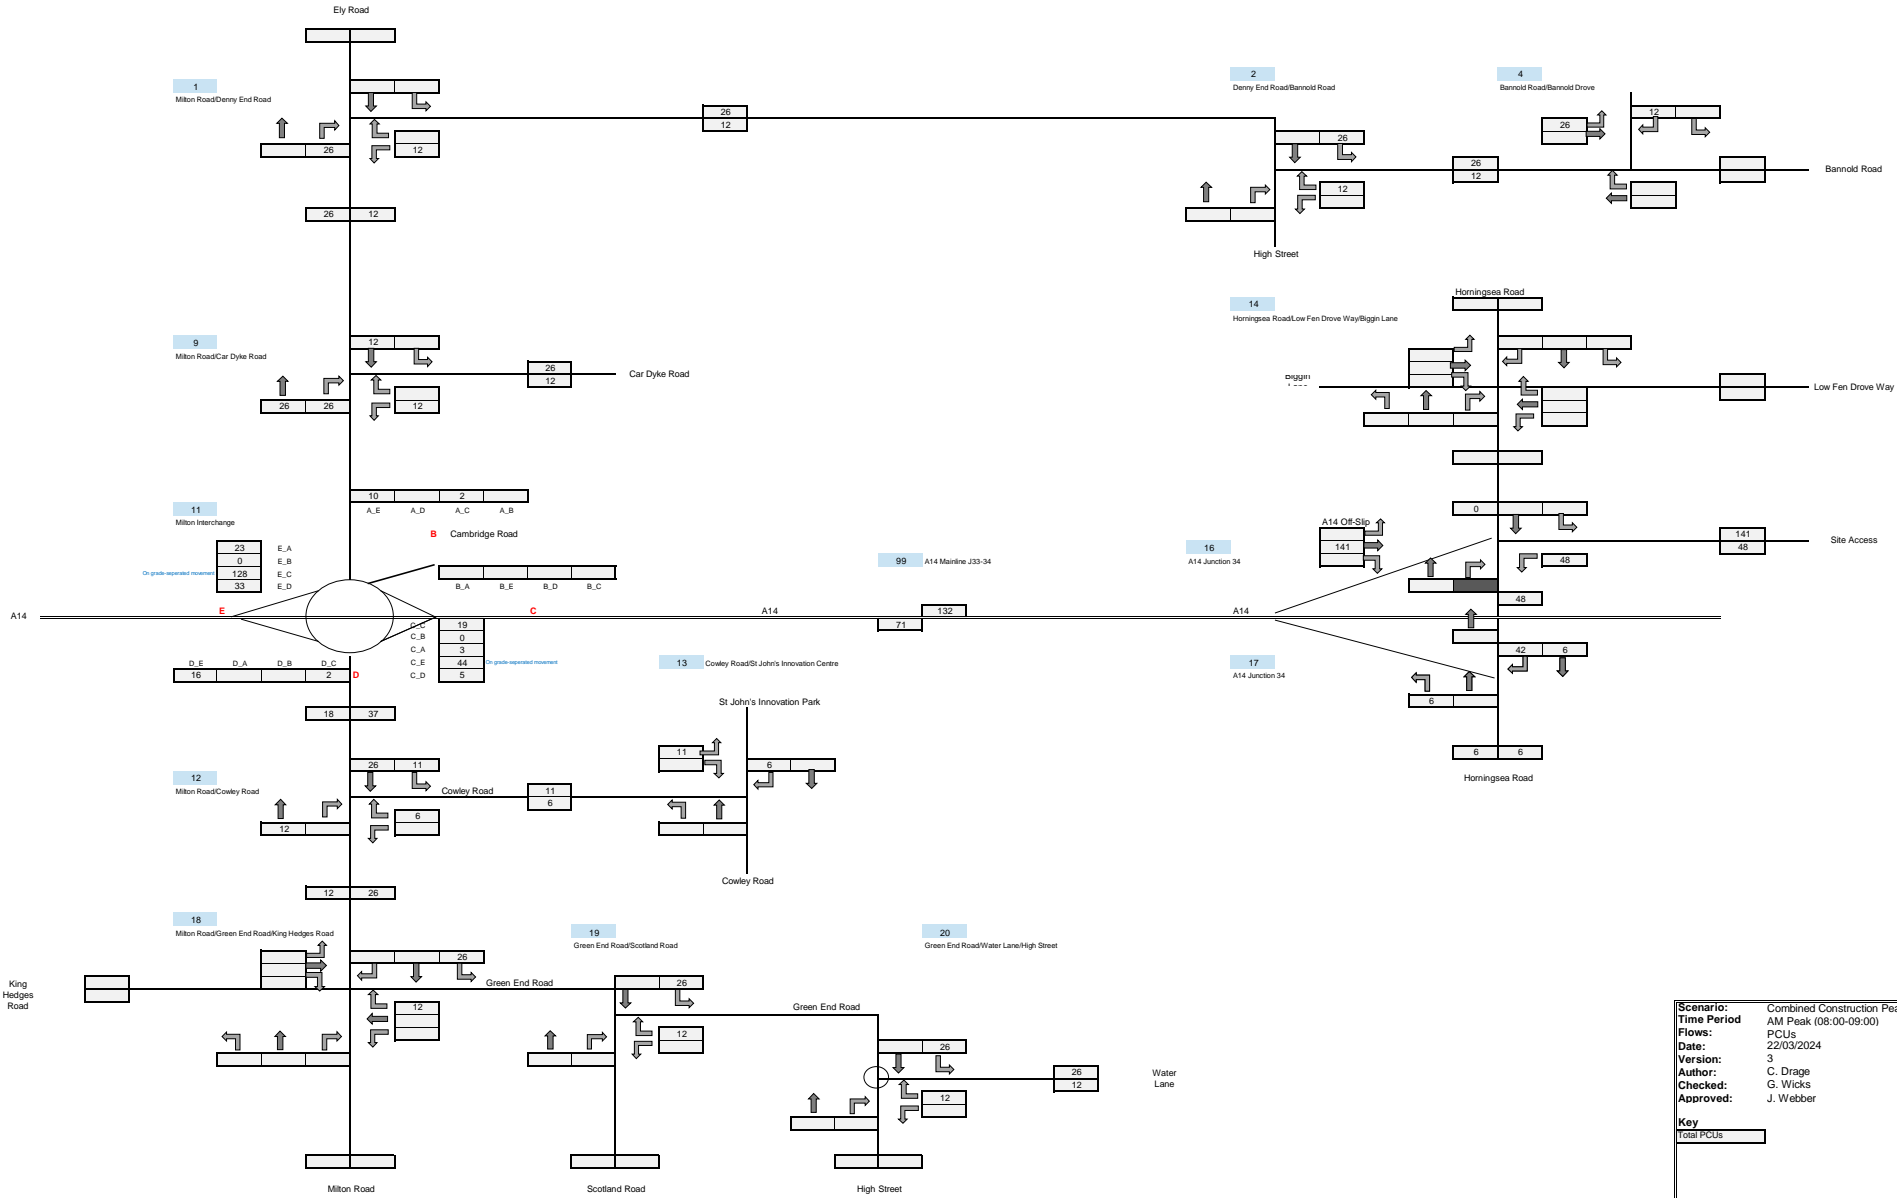 Ely Road
1
Milton Road/Denny End Road
26
12
26
12
26
12
2
Denny End Road/Bannold Road
26
12
High Street
4
Bannold Road/Bannold Drove
26
12
26
12
Bannold Road
9
Milton Road/Car Dyke Road
12
26
12
Car Dyke Road
26
26
12
14
Horningsea Road/Low Fen Drove Way/Biggin Lane
Horningsea Road
Low Fen Drove Way
11
Milton Interchange
10
2
A_E
A_D
A_C
A_B
B
Cambridge Road
23
E_A
0
E_B
On grade-seperated movement
128
E_C
33
E_D
B_A
B_E
B_D
B_C
99
A14 Mainline J33-34
16
A14 Junction 34
A14 Off-Slip
141
0
141
48
Site Access
48
48
A14
E
C
A14
132
71
A14
C_C
19
C_B
0
C_A
3
C_E
44
On grade-seperated movement
C_D
5
D_E
D_A
D_B
D_C
16
2
D
18
37
13
Cowley Road/St John's Innovation Centre
17
A14 Junction 34
42
6
6
6
6
Horningsea Road
St John's Innovation Park
11
6
Cowley Road
12
Milton Road/Cowley Road
26
11
Cowley Road
11
6
12
6
12
26
18
Milton Road/Green End Road/King Hedges Road
26
King
Hedges
Road
Green End Road
12
19
Green End Road/Scotland Road
26
12
20
Green End Road/Water Lane/High Street
Green End Road
26
12
26
12
Water
Lane
Milton Road
Scotland Road
High Street
Scenario: Combined Construction Pea
Time Period AM Peak (08:00-09:00)
Flows: PCUs
Date: 22/03/2024
Version: 3
Author: C. Drage
Checked: G. Wicks
Approved: J. Webber
Key
Total PCUs